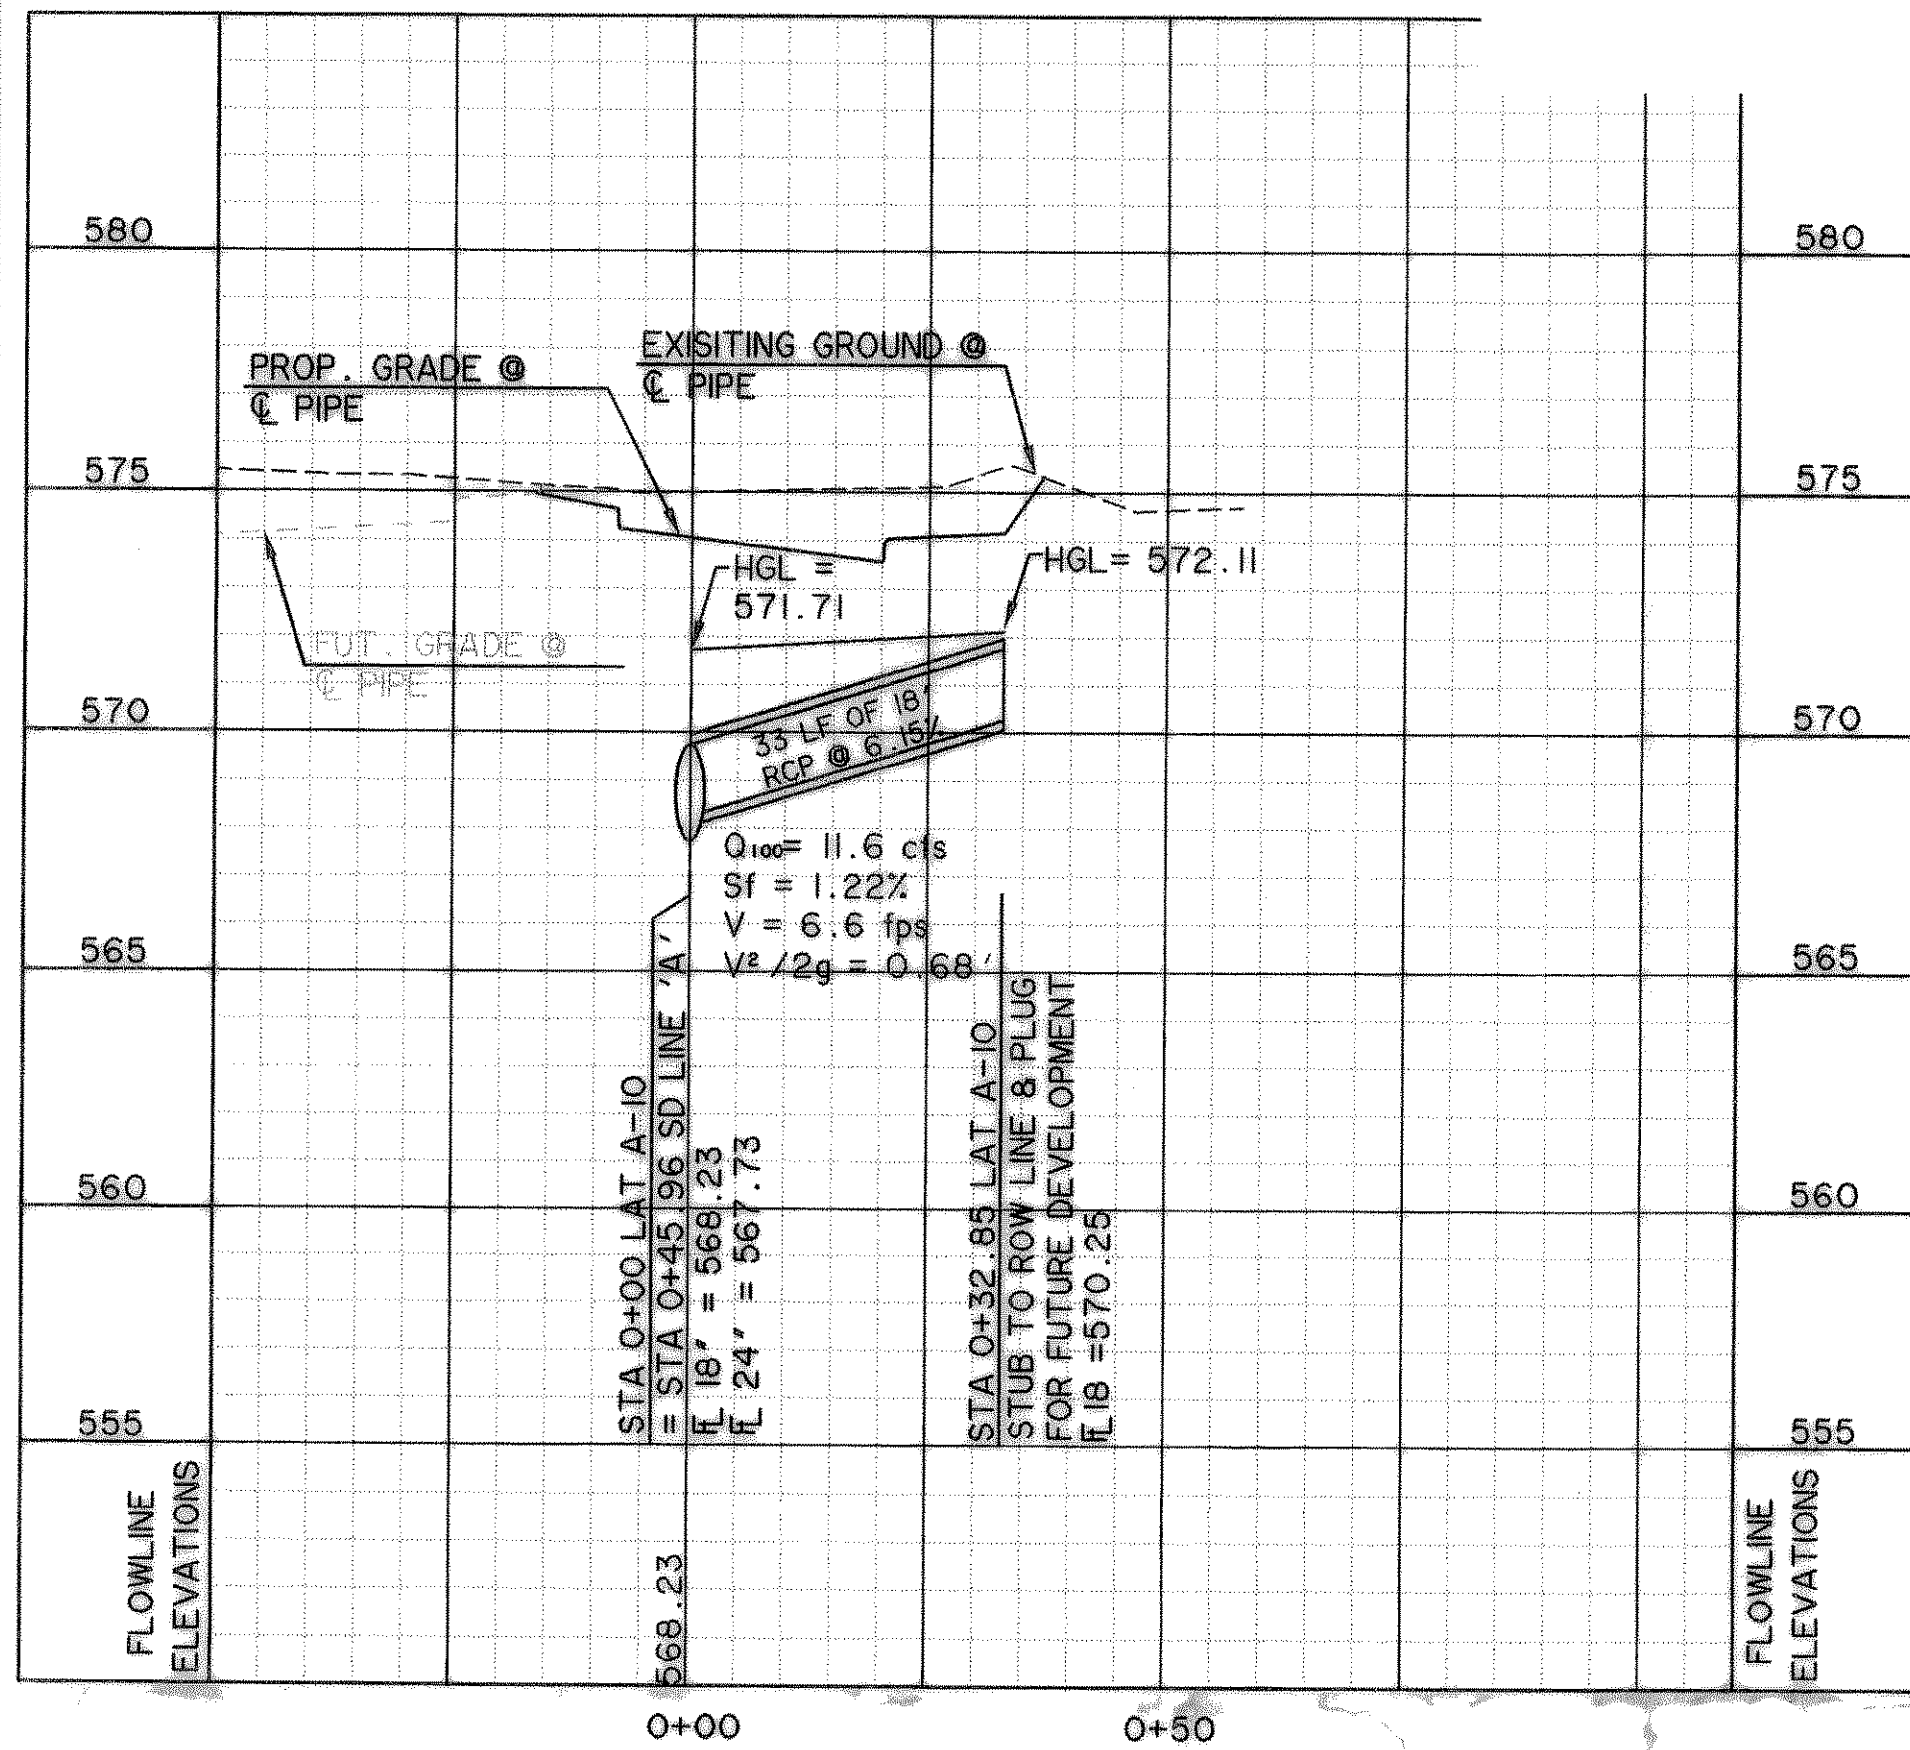 580
580
PROP. GRADE @
℄ PIPE
EXISITING GROUND @
℄ PIPE
575
575
HGL =
571.71
HGL= 572.11
FUT. GRADE @
℄ PIPE
570
570
33 LF OF 18"
RCP @ 6.15%
Q100= 11.6 cfs
Sf = 1.22%
V = 6.6 fps
V²/2g = 0.68'
565
565
STA 0+00 LAT A-10
= STA 0+45.96 SD LINE 'A'
FL 18" = 568.23
FL 24" = 567.73
STA 0+32.85 LAT A-10
STUB TO ROW LINE & PLUG
FOR FUTURE DEVELOPMENT
FL 18 =570.25
560
560
555
555
FLOWLINE
ELEVATIONS
568.23
FLOWLINE
ELEVATIONS
0+00
0+50